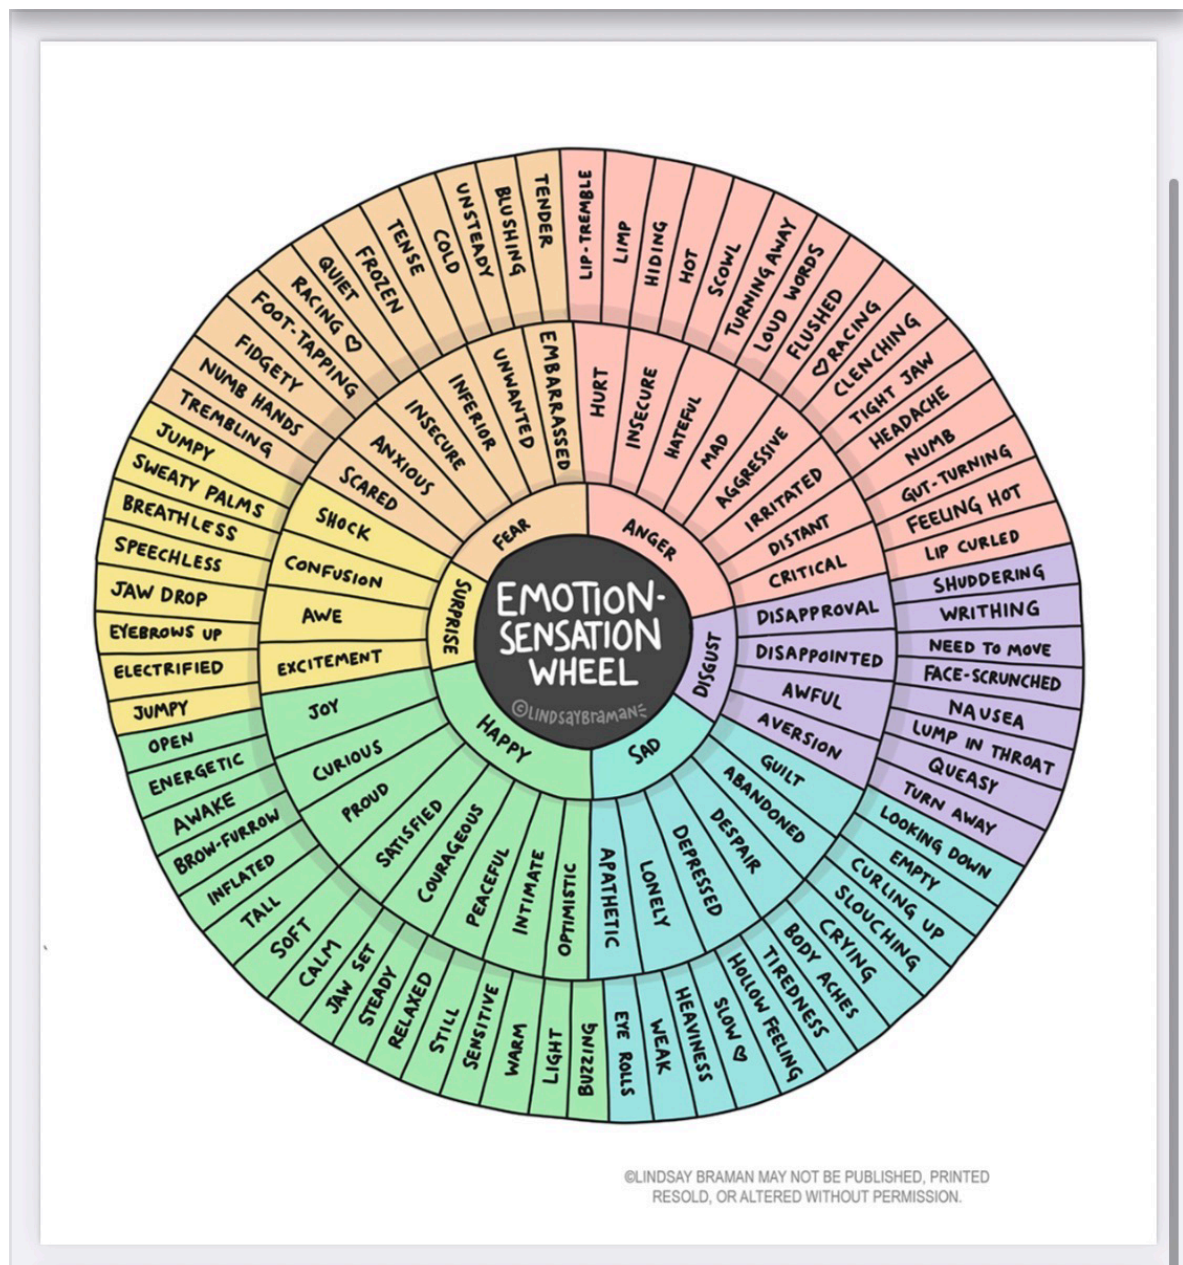 EMOTION-
SENSATION
WHEEL
©LINDSAYBRAMAN
FEAR
ANGER
DISGUST
SAD
HAPPY
SURPRISE
HURT
INSECURE
HATEFUL
MAD
AGGRESSIVE
IRRITATED
DISTANT
CRITICAL
DISAPPROVAL
DISAPPOINTED
AWFUL
AVERSION
GUILT
ABANDONED
DESPAIR
DEPRESSED
LONELY
APATHETIC
OPTIMISTIC
INTIMATE
PEACEFUL
COURAGEOUS
SATISFIED
PROUD
CURIOUS
JOY
EXCITEMENT
AWE
CONFUSION
SHOCK
SCARED
ANXIOUS
INSECURE
INFERIOR
UNWANTED
EMBARRASSED
LIP-TREMBLE
LIMP
HIDING
HOT
SCOWL
TURNING AWAY
LOUD WORDS
FLUSHED
♡ RACING
CLENCHING
TIGHT JAW
HEADACHE
NUMB
GUT-TURNING
FEELING HOT
LIP CURLED
SHUDDERING
WRITHING
NEED TO MOVE
FACE-SCRUNCHED
NAUSEA
LUMP IN THROAT
QUEASY
TURN AWAY
LOOKING DOWN
EMPTY
CURLING UP
SLOUCHING
CRYING
BODY ACHES
TIREDNESS
HOLLOW FEELING
SLOW ♡
HEAVINESS
WEAK
EYE ROLLS
BUZZING
LIGHT
WARM
SENSITIVE
STILL
RELAXED
STEADY
JAW SET
CALM
SOFT
TALL
INFLATED
BROW-FURROW
AWAKE
ENERGETIC
OPEN
JUMPY
ELECTRIFIED
EYEBROWS UP
JAW DROP
SPEECHLESS
BREATHLESS
SWEATY PALMS
JUMPY
TREMBLING
NUMB HANDS
FIDGETY
FOOT-TAPPING
RACING ♡
QUIET
FROZEN
TENSE
COLD
UNSTEADY
BLUSHING
TENDER
©LINDSAY BRAMAN MAY NOT BE PUBLISHED, PRINTED
RESOLD, OR ALTERED WITHOUT PERMISSION.